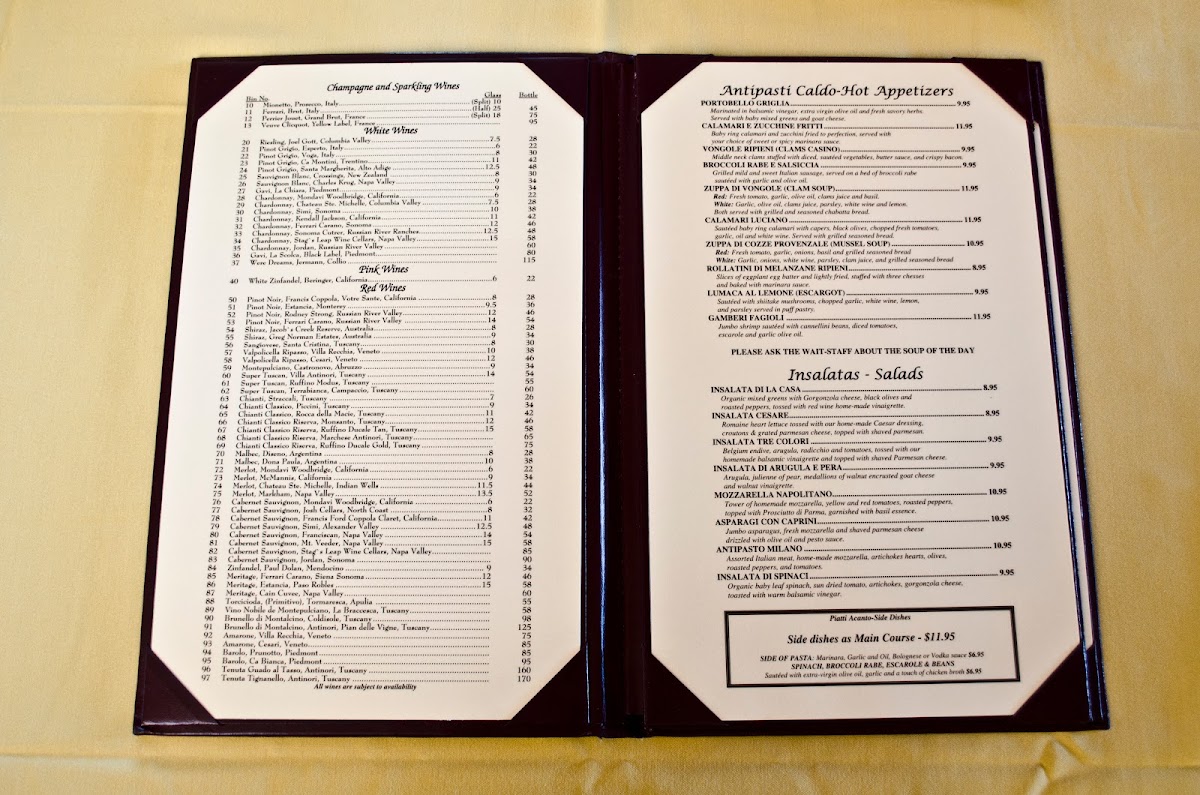 Champagne and Sparkling Wines
Bin No. Glass Bottle
10 Mionetto, Prosecco, Italy (Split) 10
11 Ferrari, Brut, Italy (Half) 25 45
12 Perrier Jouet, Grand Brut, France (Split) 18 75
13 Veuve Clicquot, Yellow Label, France 95
White Wines
20 Riesling, Joel Gott, Columbia Valley 7.5 28
21 Pinot Grigio, Esperto, Italy 6 22
22 Pinot Grigio, Voga, Italy 8 30
23 Pinot Grigio, Ca Montini, Trentino 11 42
24 Pinot Grigio, Santa Margherita, Alto Adige 12.5 48
25 Sauvignon Blanc, Crossings, New Zealand 8 30
26 Sauvignon Blanc, Charles Krug, Napa Valley 9 34
27 Gavi, La Chiara, Piedmont 9 34
28 Chardonnay, Mondavi Woodbridge, California 6 22
29 Chardonnay, Chateau Ste. Michelle, Columbia Valley 7.5 28
30 Chardonnay, Simi, Sonoma 10 38
31 Chardonnay, Kendall Jackson, California 11 42
32 Chardonnay, Ferrari Carano, Sonoma 12 46
33 Chardonnay, Sonoma Cutrer, Russian River Ranches 12.5 48
34 Chardonnay, Stag's Leap Wine Cellars, Napa Valley 15 58
35 Chardonnay, Jordan, Russian River Valley 60
36 Gavi, La Scolca, Black Label, Piedmont 80
37 Were Dreams, Jermann, Collio 115
Pink Wines
40 White Zinfandel, Beringer, California 6 22
Red Wines
50 Pinot Noir, Francis Coppola, Votre Sante, California 8 28
51 Pinot Noir, Estancia, Monterey 9.5 36
52 Pinot Noir, Rodney Strong, Russian River Valley 12 46
53 Pinot Noir, Ferrari Carano, Russian River Valley 14 54
54 Shiraz, Jacob's Creek Reserve, Australia 8 28
55 Shiraz, Greg Norman Estates, Australia 9 34
56 Sangiovese, Santa Cristina, Tuscany 8 30
57 Valpolicella Ripasso, Villa Recchia, Veneto 10 38
58 Valpolicella Ripasso, Cesari, Veneto 12 46
59 Montepulciano, Castronovo, Abruzzo 9 34
60 Super Tuscan, Villa Antinori, Tuscany 14 54
61 Super Tuscan, Ruffino Modus, Tuscany 55
62 Super Tuscan, Terrabianca, Campaccio, Tuscany 60
63 Chianti, Straccali, Tuscany 7 26
64 Chianti Classico, Piccini, Tuscany 9 34
65 Chianti Classico, Rocca della Macie, Tuscany 11 42
66 Chianti Classico Riserva, Monsanto, Tuscany 12 46
67 Chianti Classico Riserva, Ruffino Ducale Tan, Tuscany 15 58
68 Chianti Classico Riserva, Marchese Antinori, Tuscany 65
69 Chianti Classico Riserva, Ruffino Ducale Gold, Tuscany 75
70 Malbec, Diseno, Argentina 8 28
71 Malbec, Dona Paula, Argentina 10 38
72 Merlot, Mondavi Woodbridge, California 6 22
73 Merlot, McMannis, California 9 34
74 Merlot, Chateau Ste. Michelle, Indian Wells 11.5 44
75 Merlot, Markham, Napa Valley 13.5 52
76 Cabernet Sauvignon, Mondavi Woodbridge, California 6 22
77 Cabernet Sauvignon, Josh Cellars, North Coast 8 32
78 Cabernet Sauvignon, Francis Ford Coppola Claret, California 11 42
79 Cabernet Sauvignon, Simi, Alexander Valley 12.5 48
80 Cabernet Sauvignon, Franciscan, Napa Valley 14 54
81 Cabernet Sauvignon, Mt. Veeder, Napa Valley 15 58
82 Cabernet Sauvignon, Stag's Leap Wine Cellars, Napa Valley 85
83 Cabernet Sauvignon, Jordan, Sonoma 90
84 Zinfandel, Paul Dolan, Mendocino 9 34
85 Meritage, Ferrari Carano, Siena Sonoma 12 46
86 Meritage, Estancia, Paso Robles 15 58
87 Meritage, Cain Cuvee, Napa Valley 60
88 Torcicoda, (Primitivo), Tormaresca, Apulia 55
89 Vino Nobile de Montepulciano, La Braccesca, Tuscany 58
90 Brunello di Montalcino, Coldisole, Tuscany 98
91 Brunello di Montalcino, Antinori, Pian delle Vigne, Tuscany 125
92 Amarone, Villa Recchia, Veneto 75
93 Amarone, Cesari, Veneto 85
94 Barolo, Prunotto, Piedmont 85
95 Barolo, Ca Bianca, Piedmont 95
96 Tenuta Guado al Tasso, Antinori, Tuscany 160
97 Tenuta Tignanello, Antinori, Tuscany 170
All wines are subject to availability
Antipasti Caldo-Hot Appetizers
PORTOBELLO GRIGLIA 9.95
Marinated in balsamic vinegar, extra virgin olive oil and fresh savory herbs.
Served with baby mixed greens and goat cheese.
CALAMARI E ZUCCHINE FRITTI 11.95
Baby ring calamari and zucchini fried to perfection, served with
your choice of sweet or spicy marinara sauce.
VONGOLE RIPIENI (CLAMS CASINO) 9.95
Middle neck clams stuffed with diced, sautéed vegetables, butter sauce, and crispy bacon.
BROCCOLI RABE E SALSICCIA 9.95
Grilled mild and sweet Italian sausage, served on a bed of broccoli rabe
sautéed with garlic and olive oil.
ZUPPA DI VONGOLE (CLAM SOUP) 11.95
Red: Fresh tomato, garlic, olive oil, clams juice and basil.
White: Garlic, olive oil, clams juice, parsley, white wine and lemon.
Both served with grilled and seasoned chabatta bread.
CALAMARI LUCIANO 11.95
Sautéed baby ring calamari with capers, black olives, chopped fresh tomatoes,
garlic, oil and white wine. Served with grilled seasoned bread.
ZUPPA DI COZZE PROVENZALE (MUSSEL SOUP) 10.95
Red: Fresh tomato, garlic, onions, basil and grilled seasoned bread
White: Garlic, onions, white wine, parsley, clam juice, and grilled seasoned bread
ROLLATINI DI MELANZANE RIPIENI 8.95
Slices of eggplant egg batter and lightly fried, stuffed with three cheeses
and baked with marinara sauce.
LUMACA AL LEMONE (ESCARGOT) 9.95
Sautéed with shiitake mushrooms, chopped garlic, white wine, lemon,
and parsley served in puff pastry.
GAMBERI FAGIOLI 11.95
Jumbo shrimp sautéed with cannellini beans, diced tomatoes,
escarole and garlic olive oil.
PLEASE ASK THE WAIT-STAFF ABOUT THE SOUP OF THE DAY
Insalatas - Salads
INSALATA DI LA CASA 8.95
Organic mixed greens with Gorgonzola cheese, black olives and
roasted peppers, tossed with red wine home-made vinaigrette.
INSALATA CESARE 8.95
Romaine heart lettuce tossed with our home-made Caesar dressing,
croutons & grated parmesan cheese, topped with shaved parmesan.
INSALATA TRE COLORI 9.95
Belgium endive, arugula, radicchio and tomatoes, tossed with our
homemade balsamic vinaigrette and topped with shaved Parmesan cheese.
INSALATA DI ARUGULA E PERA 9.95
Arugula, julienne of pear, medallions of walnut encrusted goat cheese
and walnut vinaigrette.
MOZZARELLA NAPOLITANO 10.95
Tower of homemade mozzarella, yellow and red tomatoes, roasted peppers,
topped with Prosciutto di Parma, garnished with basil essence.
ASPARAGI CON CAPRINI 10.95
Jumbo asparagus, fresh mozzarella and shaved parmesan cheese
drizzled with olive oil and pesto sauce.
ANTIPASTO MILANO 10.95
Assorted Italian meat, home-made mozzarella, artichokes hearts, olives,
roasted peppers, and tomatoes.
INSALATA DI SPINACI 9.95
Organic baby leaf spinach, sun dried tomato, artichokes, gorgonzola cheese,
toasted with warm balsamic vinegar.
Piatti Acanto-Side Dishes
Side dishes as Main Course - $11.95
SIDE OF PASTA: Marinara, Garlic and Oil, Bolognese or Vodka sauce $6.95
SPINACH, BROCCOLI RABE, ESCAROLE & BEANS
Sautéed with extra-virgin olive oil, garlic and a touch of chicken broth $6.95